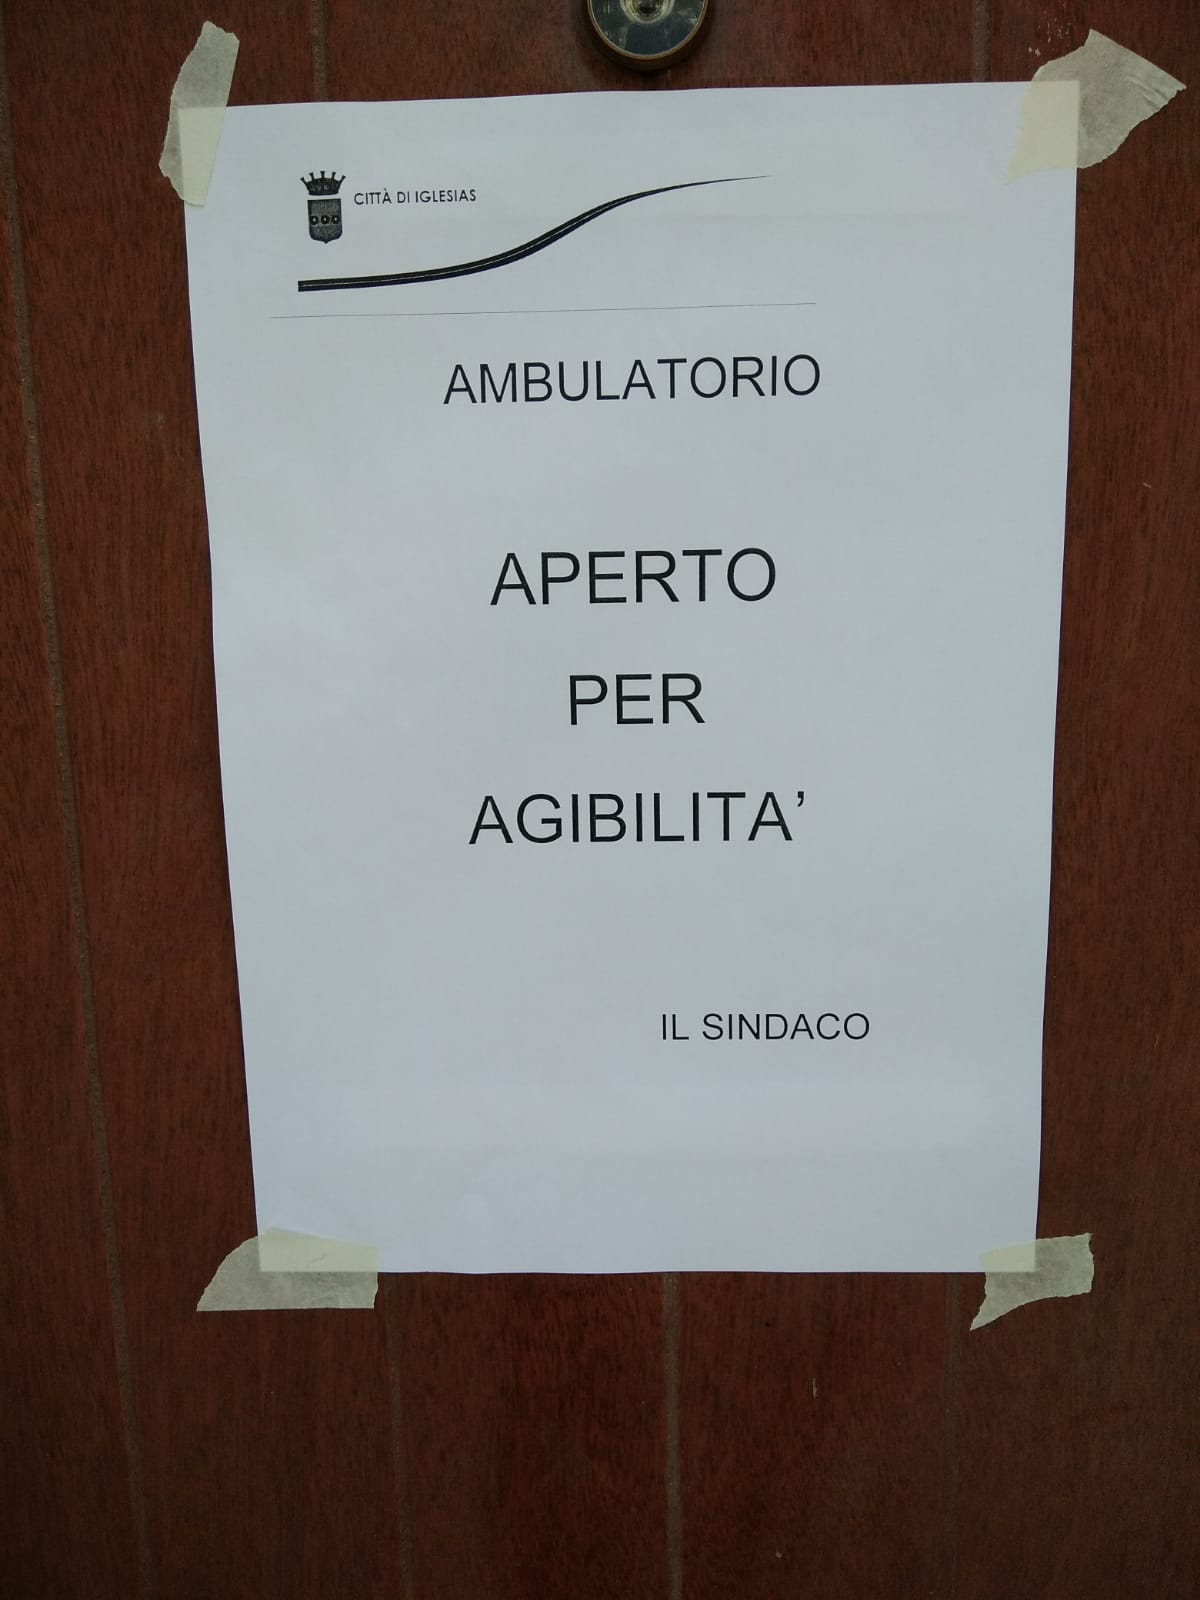 CITTÀ DI IGLESIAS
AMBULATORIO
APERTO
PER
AGIBILITA’
IL SINDACO